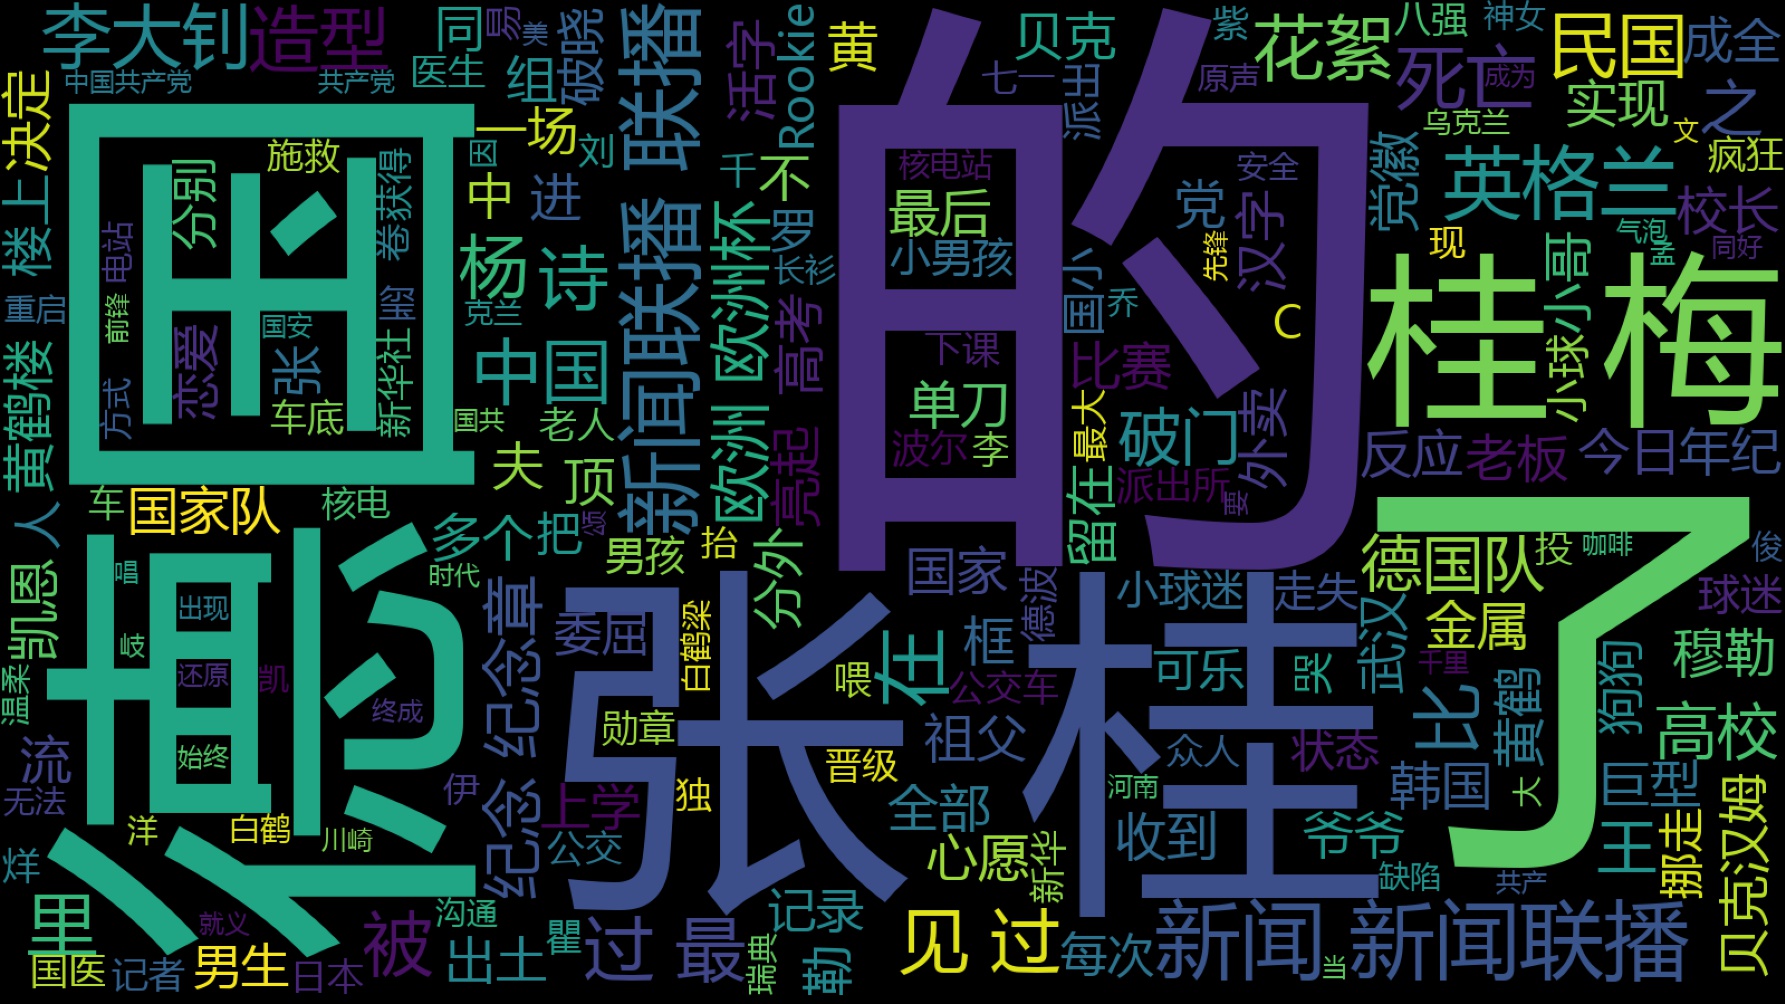 李大钊
造型
中国共产党
共产党
同
医生
易
美
组
破晓
联播
活字
Rookie
黄
七一
贝克
派出
紫
原声
花絮
八强
神女
死亡
成为
民国
成全
实现
之
文
疯狂
乌克兰
决定
楼上
国
施救
分别
卷获得
因
一场
刘
中
进
千
不
罗
核电站
最后
小男孩
的
安全
党
汉字
先锋
党徽
英格兰
校长
现
气泡
孟
同好
电站
重启
前锋
恋爱
国安
张
玺
新华社
方式
车底
杨
诗
克兰
中国
国共
老人
新闻联播
欧洲杯
欧洲
长衫
高考
亮起
下课
单刀
波尔
李
国小
乔
C
比赛
最大
破门
外卖
派出所
要
留在
桂梅
小球小哥
反应
老板
今日年纪
黄鹤楼
人
车
国家队
核电
夫
顶
多个
把
颂
时代
男孩
抬
分外
国家
德波
小球迷
走失
了
德国队
投
咖啡
俊
球迷
金属
千里
穆勒
凯恩
唱
出现
岐
还原
凯
终成
始终
德
温柔
流
无法
伊
纪念章
纪念
委屈
白鹤梁
勋章
张桂
喂
在
框
公交车
可乐
哭
武汉
祖父
众人
状态
河南
比
黄鹤
狗狗
韩国
巨型
高校
太
王
挪走
贝克汉姆
烊
洋
白鹤
川崎
里
国医
就义
记者
男生
日本
被
沟通
出土
瞿
上学
公交
独
晋级
过
最
瑞典
记录
勒
全部
心愿
新华
见过
收到
每次
爷爷
缺陷
共产
新闻
当
新闻联播